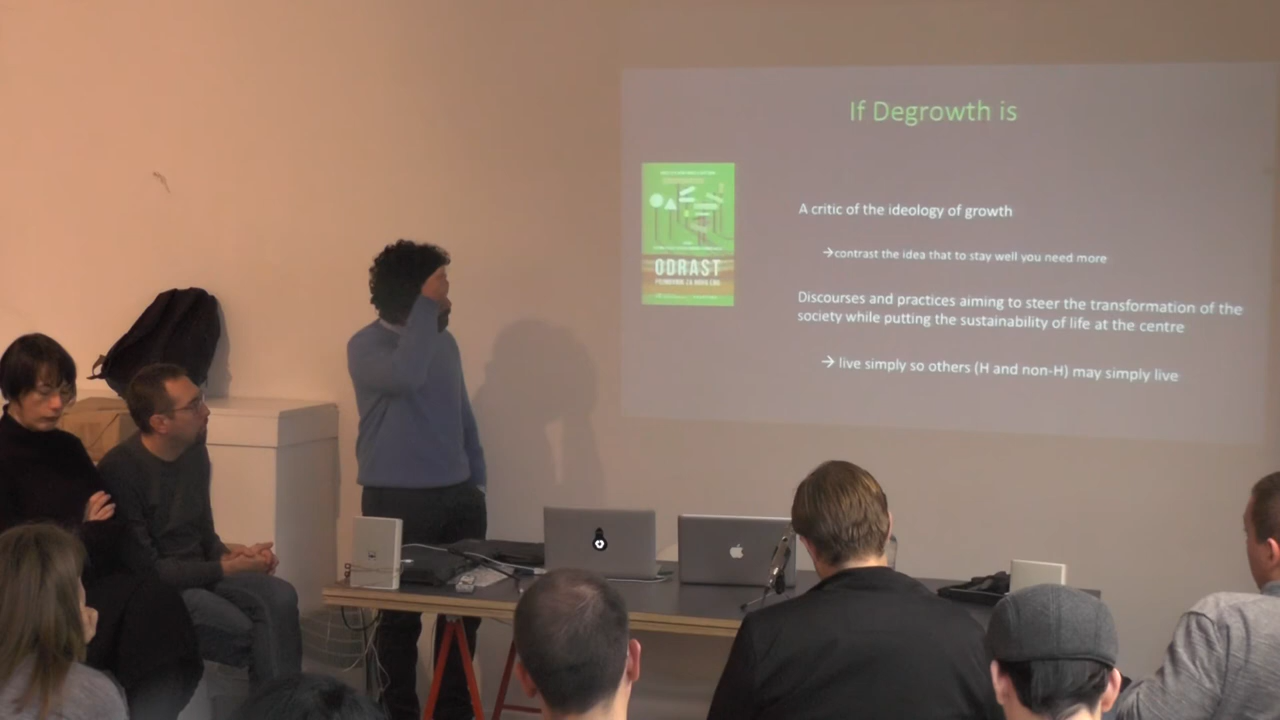 If Degrowth is
ODRAST
A critic of the ideology of growth
→contrast the idea that to stay well you need more
Discourses and practices aiming to steer the transformation of the
society while putting the sustainability of life at the centre
→ live simply so others (H and non-H) may simply live